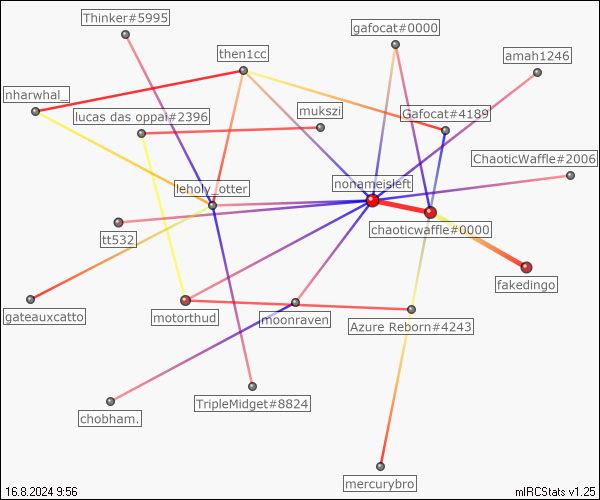 Thinker#5995
gafocat#0000
then1cc
amah1246
nharwhal_
lucas das oppai#2396
mukszi
Gafocat#4189
ChaoticWaffle#2006
leholy_otter
nonameisleft
chaoticwaffle#0000
tt532
fakedingo
gateauxcatto
motorthud
moonraven
Azure Reborn#4243
TripleMidget#8824
chobham.
mercurybro
16.8.2024 9:56
mIRCStats v1.25